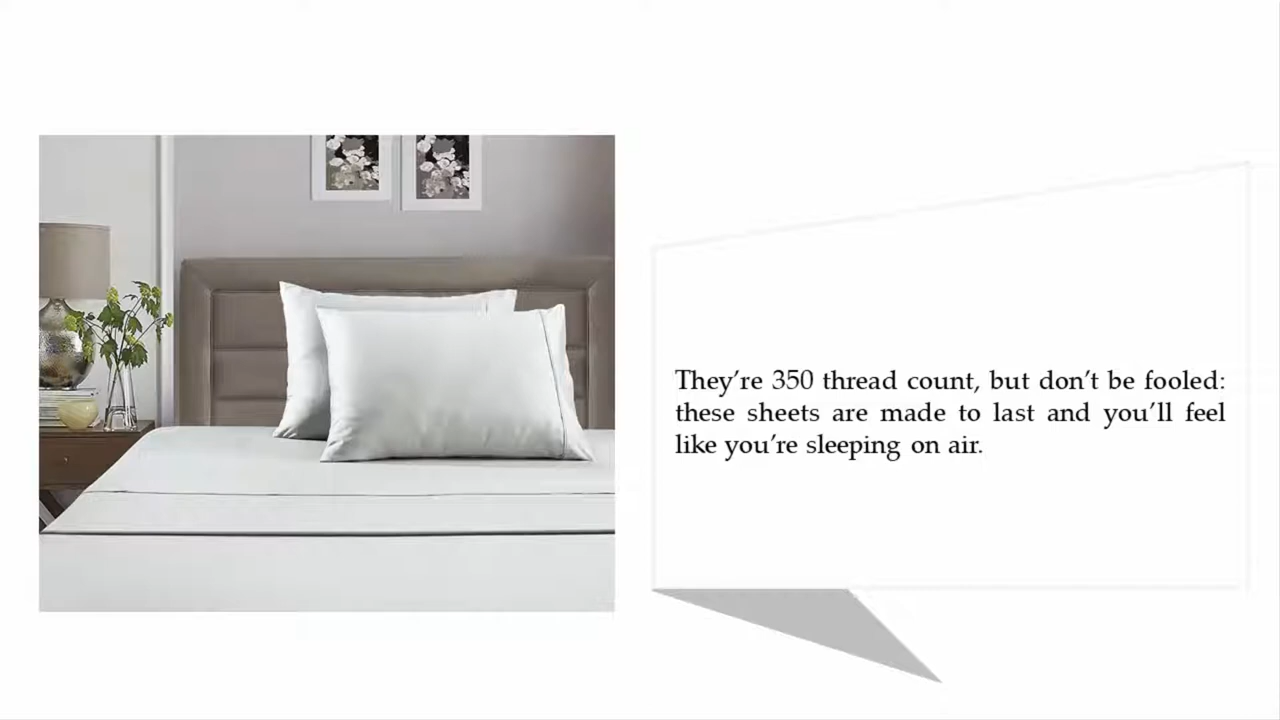 They’re 350 thread count, but don’t be fooled:
these sheets are made to last and you’ll feel
like you’re sleeping on air.